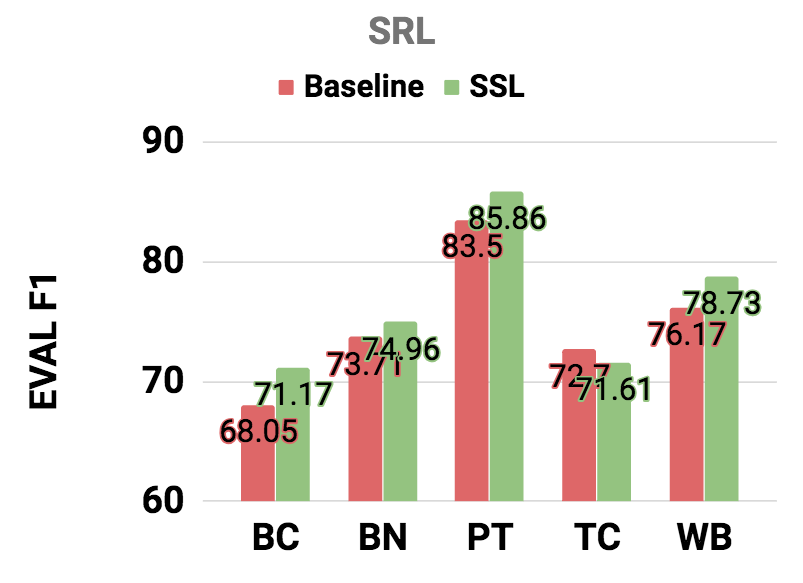 SRL
Baseline SSL
90
80
70
60
EVAL F1
68.05 71.17
73.71 74.96
83.5 85.86
72.7 71.61
76.17 78.73
BC BN PT TC WB